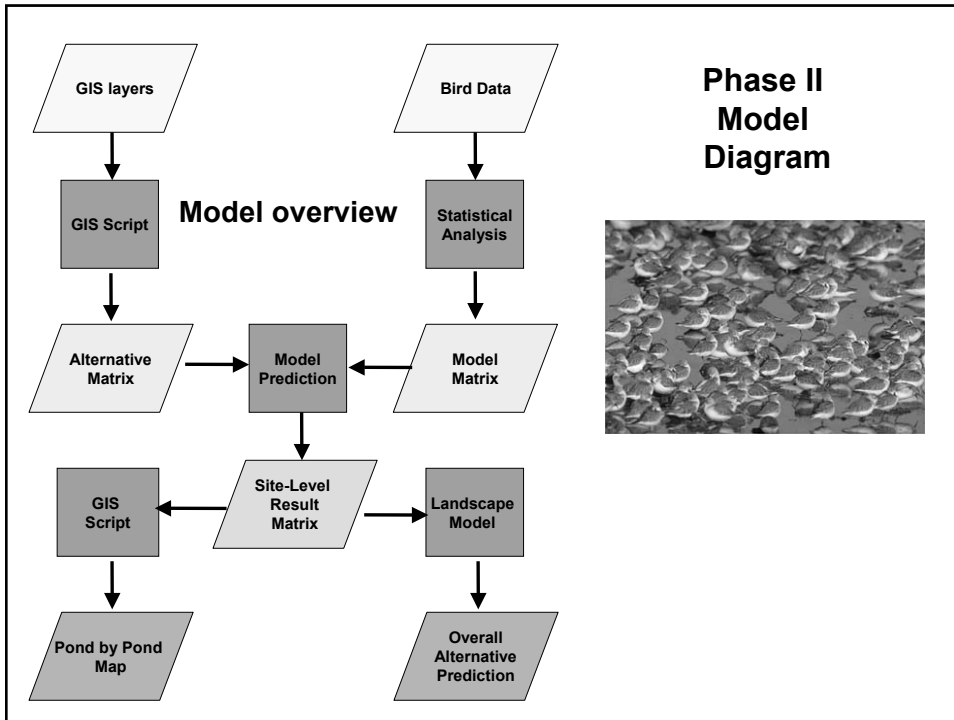 GIS layers
Bird Data
Phase II
Model
Diagram
GIS Script
Model overview
Statistical
Analysis
Alternative
Matrix
Model
Prediction
Model
Matrix
GIS
Script
Site-Level
Result
Matrix
Landscape
Model
Pond by Pond
Map
Overall
Alternative
Prediction